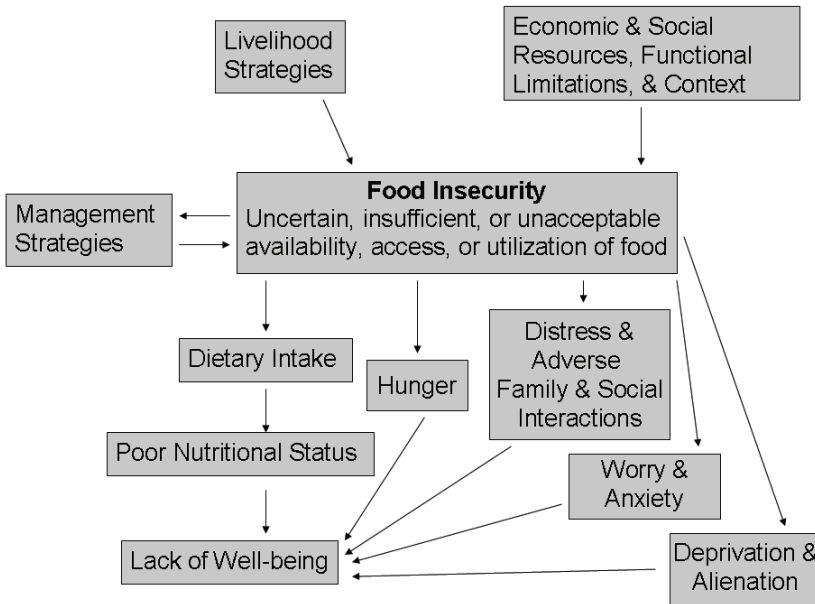 Livelihood
Strategies
Economic & Social
Resources, Functional
Limitations, & Context
Food Insecurity
Uncertain, insufficient, or unacceptable
availability, access, or utilization of food
Management
Strategies
Dietary Intake
Hunger
Distress &
Adverse
Family & Social
Interactions
Poor Nutritional Status
Worry &
Anxiety
Lack of Well-being
Deprivation &
Alienation